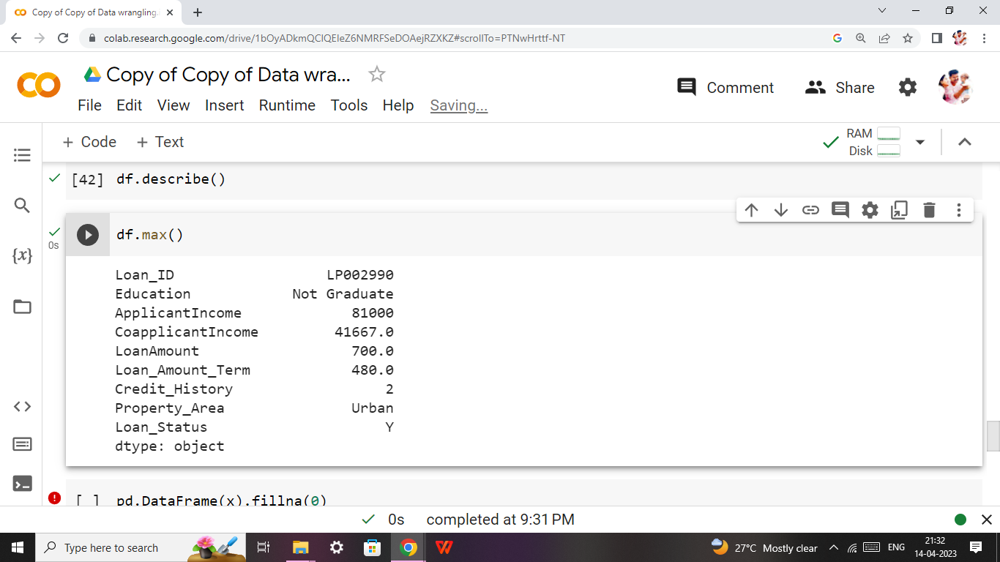 Copy of Copy of Data wrangling.
colab.research.google.com/drive/1bOyADkmQClQEIeZ6NMRFSeDOAejRZXKZ#scrollTo=PTNwHrttf-NT
Copy of Copy of Data wra...
Comment
Share
File Edit View Insert Runtime Tools Help Saving...
+ Code + Text
RAM
Disk
[42] df.describe()
0s
df.max()
Loan_ID LP002990
Education Not Graduate
ApplicantIncome 81000
CoapplicantIncome 41667.0
LoanAmount 700.0
Loan_Amount_Term 480.0
Credit_History 2
Property_Area Urban
Loan_Status Y
dtype: object
[ ] pd.DataFrame(x).fillna(0)
0s completed at 9:31 PM
Type here to search
27°C Mostly clear
ENG
21:32
14-04-2023